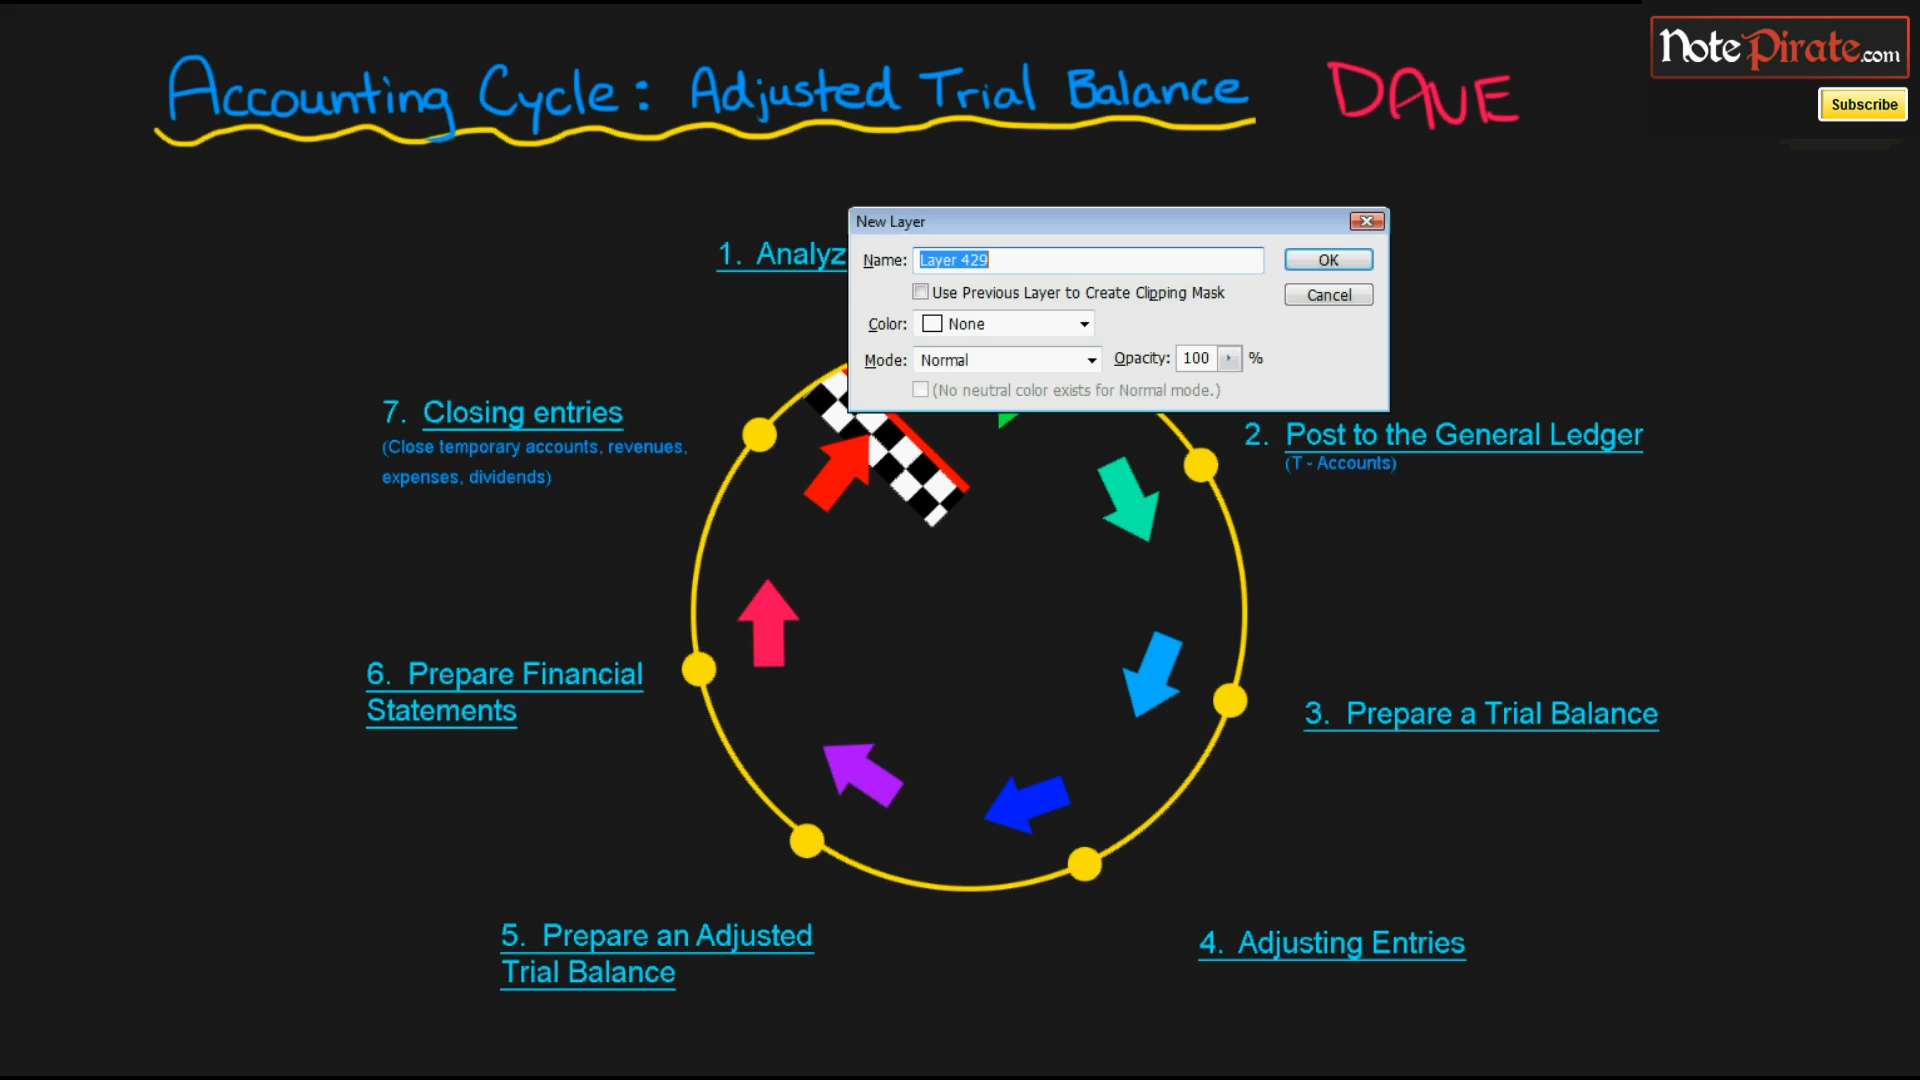 Accounting Cycle: Adjusted Trial Balance DAVE
NotePirate.com
Subscribe
New Layer
Name: Layer 429
OK
Use Previous Layer to Create Clipping Mask
Cancel
Color: None
Mode: Normal Opacity: 100 %
(No neutral color exists for Normal mode.)
1. Analyz
2. Post to the General Ledger
(T - Accounts)
3. Prepare a Trial Balance
4. Adjusting Entries
5. Prepare an Adjusted
Trial Balance
6. Prepare Financial
Statements
7. Closing entries
(Close temporary accounts, revenues,
expenses, dividends)